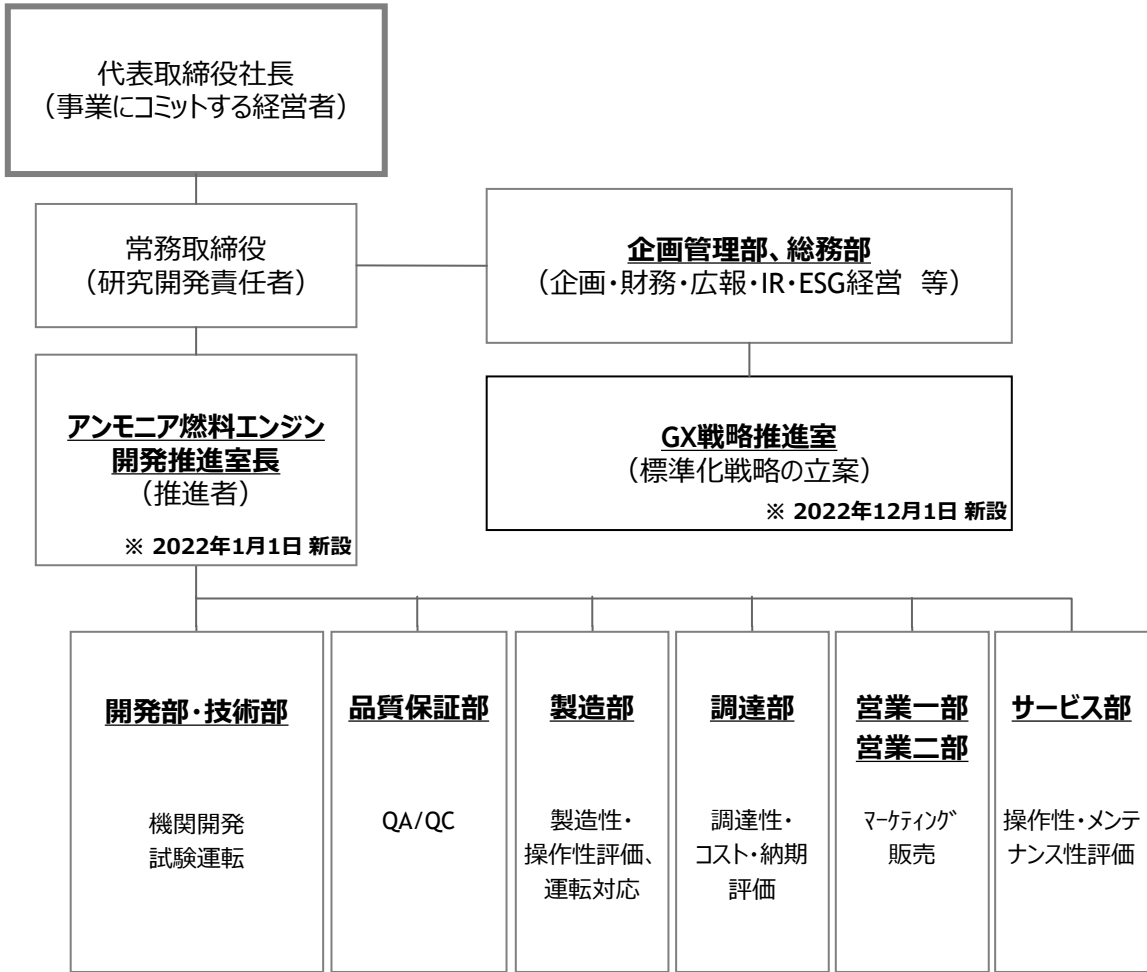 代表取締役社長
（事業にコミットする経営者）
常務取締役
（研究開発責任者）
企画管理部、総務部
（企画・財務・広報・IR・ESG経営　等）
アンモニア燃料エンジン
開発推進室長
（推進者）
※ 2022年1月1日 新設
GX戦略推進室
（標準化戦略の立案）
※ 2022年12月1日 新設
開発部・技術部
機関開発
試験運転
品質保証部
QA/QC
製造部
製造性・
操作性評価、
運転対応
調達部
調達性・
コスト・納期
評価
営業一部
営業二部
ﾏｰｹﾃｨﾝｸﾞ
販売
サービス部
操作性・メンテ
ナンス性評価